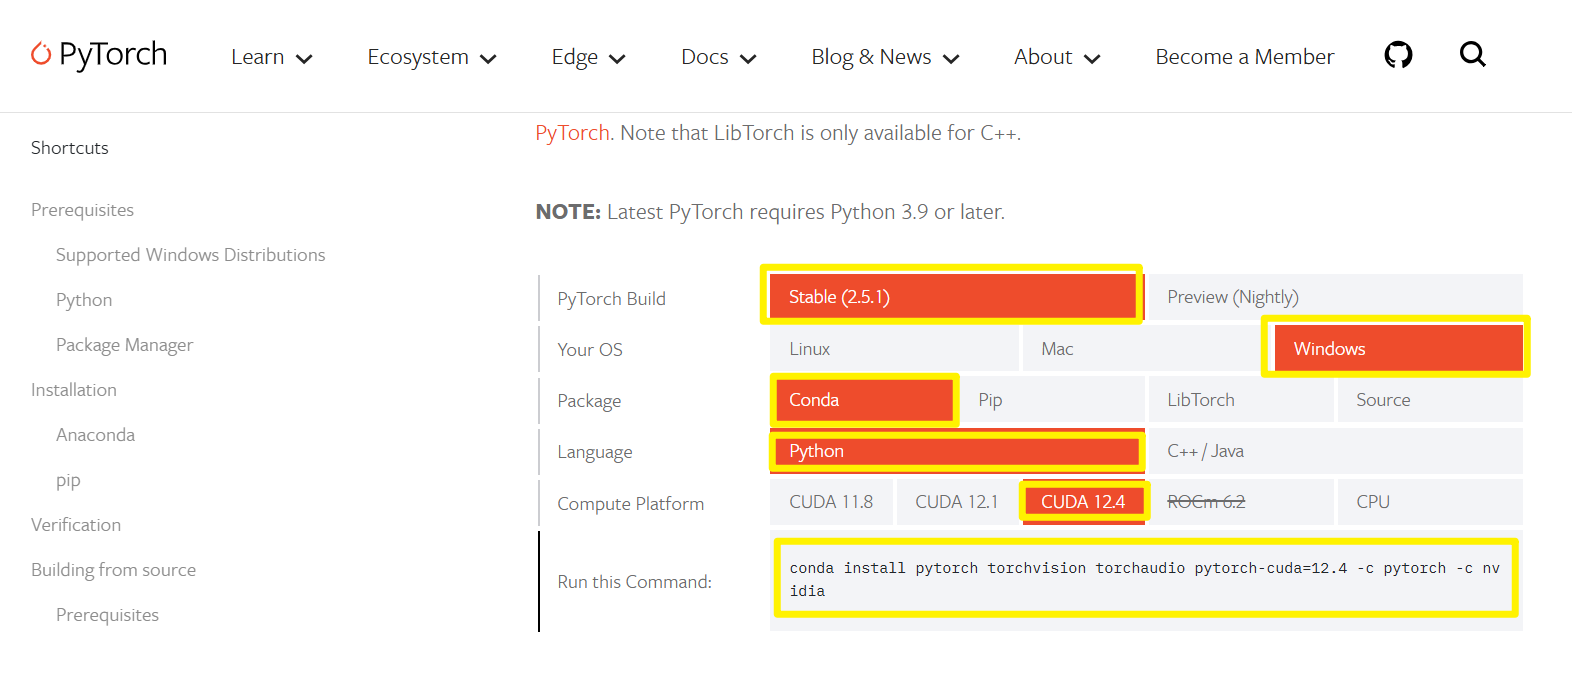 PyTorch
Learn
Ecosystem
Edge
Docs
Blog & News
About
Become a Member
Shortcuts
Prerequisites
Supported Windows Distributions
Python
Package Manager
Installation
Anaconda
pip
Verification
Building from source
Prerequisites
PyTorch. Note that LibTorch is only available for C++.
NOTE: Latest PyTorch requires Python 3.9 or later.
PyTorch Build
Stable (2.5.1)
Preview (Nightly)
Your OS
Linux
Mac
Windows
Package
Conda
Pip
LibTorch
Source
Language
Python
C++ / Java
Compute Platform
CUDA 11.8
CUDA 12.1
CUDA 12.4
ROCm 6.2
CPU
Run this Command:
conda install pytorch torchvision torchaudio pytorch-cuda=12.4 -c pytorch -c nv
idia